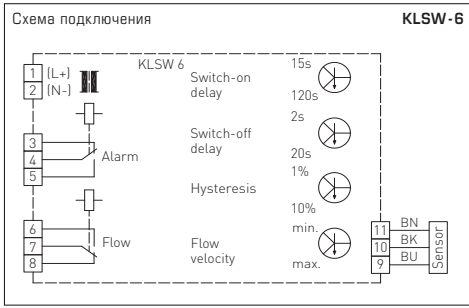 Схема подключения
KLSW-6
1 (L+)
2 (N-)
KLSW 6
Switch-on
delay
15s
120s
3
4
5
Alarm
Switch-off
delay
2s
20s
Hysteresis
1%
10%
6
7
8
Flow
Flow
velocity
min.
max.
11 BN
10 BK
9 BU
Sensor